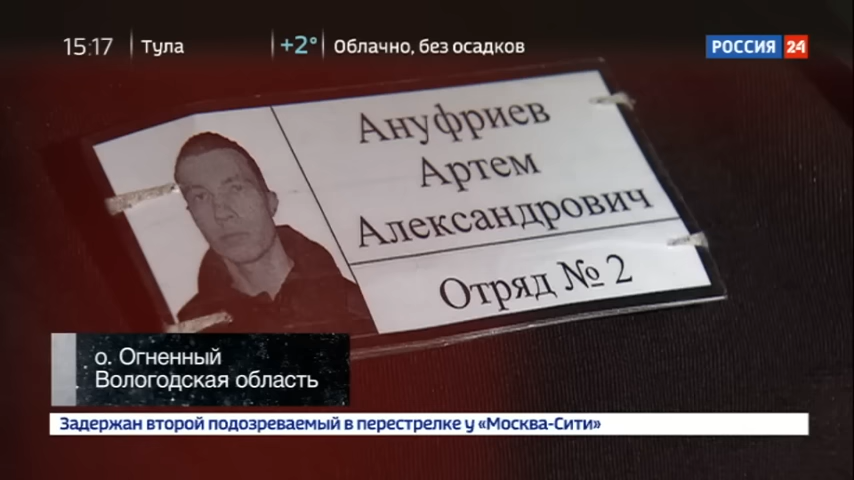 15:17 Тула +2° Облачно, без осадков РОССИЯ 24
Ануфриев
Артем
Александрович
Отряд № 2
о. Огненный
Вологодская область
Задержан второй подозреваемый в перестрелке у «Москва-Сити»